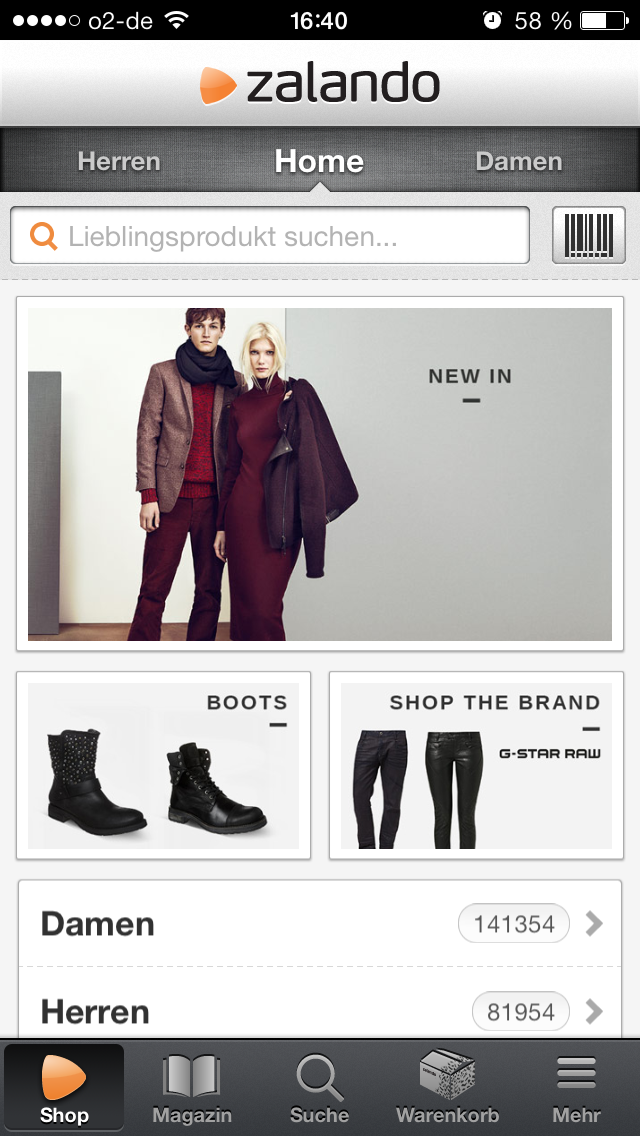 o2-de 16:40 58 %
zalando
Herren Home Damen
Lieblingsprodukt suchen...
NEW IN
BOOTS
SHOP THE BRAND
G-STAR RAW
Damen 141354
Herren 81954
Shop Magazin Suche Warenkorb Mehr